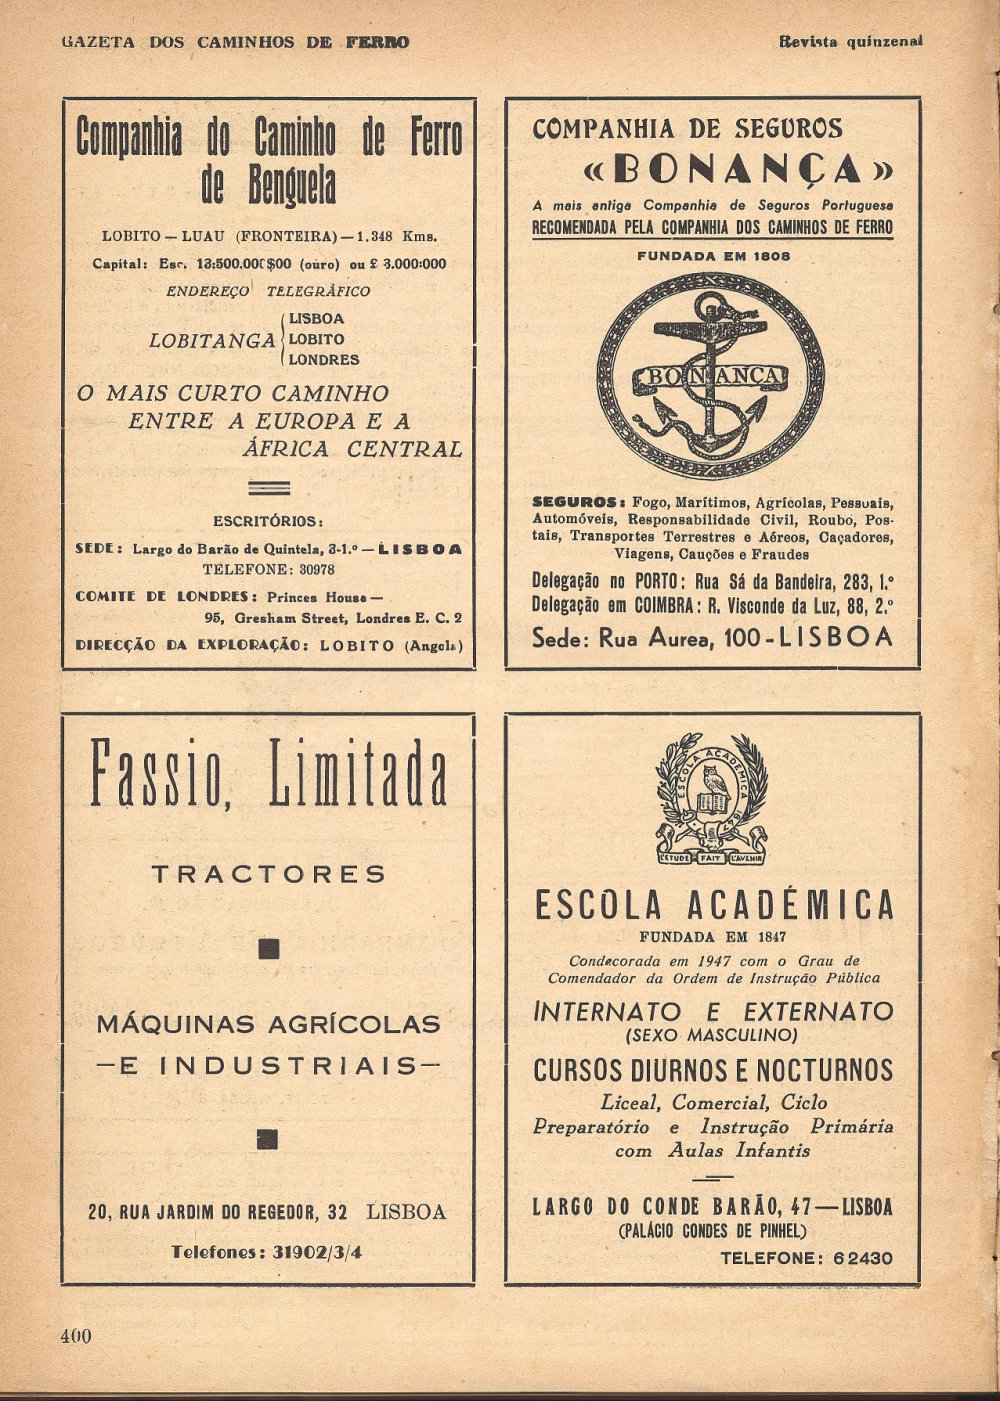 GAZETA DOS CAMINHOS DE FERRO
Revista quinzenal
Companhia do Caminho de Ferro
de Benguela
LOBITO — LUAU (FRONTEIRA) — 1.348 Kms.
Capital: Esc. 13:500.000$00 (ouro) ou £ 3.000:000
ENDEREÇO TELEGRÁFICO
LOBITANGA
LISBOA
LOBITO
LONDRES
O MAIS CURTO CAMINHO
ENTRE A EUROPA E A
ÁFRICA CENTRAL
ESCRITÓRIOS:
SEDE: Largo do Barão de Quintela, 3-1.º — LISBOA
TELEFONE: 30978
COMITE DE LONDRES: Princes House —
95, Gresham Street, Londres E. C. 2
DIRECÇÃO DA EXPLORAÇÃO: LOBITO (Angola)
COMPANHIA DE SEGUROS
«BONANÇA»
A mais antiga Companhia de Seguros Portuguesa
RECOMENDADA PELA COMPANHIA DOS CAMINHOS DE FERRO
FUNDADA EM 1808
BONANÇA
SEGUROS: Fogo, Marítimos, Agrícolas, Pessoais,
Automóveis, Responsabilidade Civil, Roubo, Pos-
tais, Transportes Terrestres e Aéreos, Caçadores,
Viagens, Cauções e Fraudes
Delegação no PORTO: Rua Sá da Bandeira, 283, 1.º
Delegação em COIMBRA: R. Visconde da Luz, 88, 2.º
Sede: Rua Aurea, 100 - LISBOA
Fassio, Limitada
TRACTORES
MÁQUINAS AGRÍCOLAS
—E INDUSTRIAIS—
20, RUA JARDIM DO REGEDOR, 32 LISBOA
Telefones: 31902/3/4
ESCOLA ACADEMICA
1847
L'ETUDE FAIT L'AVENIR
ESCOLA ACADÉMICA
FUNDADA EM 1847
Condecorada em 1947 com o Grau de
Comendador da Ordem de Instrução Pública
INTERNATO E EXTERNATO
(SEXO MASCULINO)
CURSOS DIURNOS E NOCTURNOS
Liceal, Comercial, Ciclo
Preparatório e Instrução Primária
com Aulas Infantis
LARGO DO CONDE BARÃO, 47 — LISBOA
(PALÁCIO CONDES DE PINHEL)
TELEFONE: 62430
400